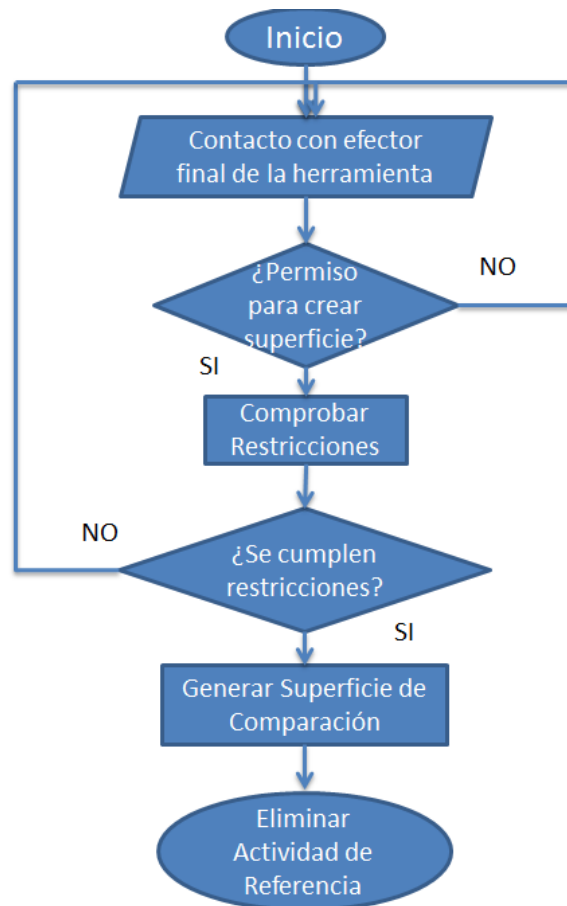 Inicio
Contacto con efector
final de la herramienta
¿Permiso
para crear
superficie?
NO
SI
Comprobar
Restricciones
NO
¿Se cumplen
restricciones?
SI
Generar Superficie de
Comparación
Eliminar
Actividad de
Referencia